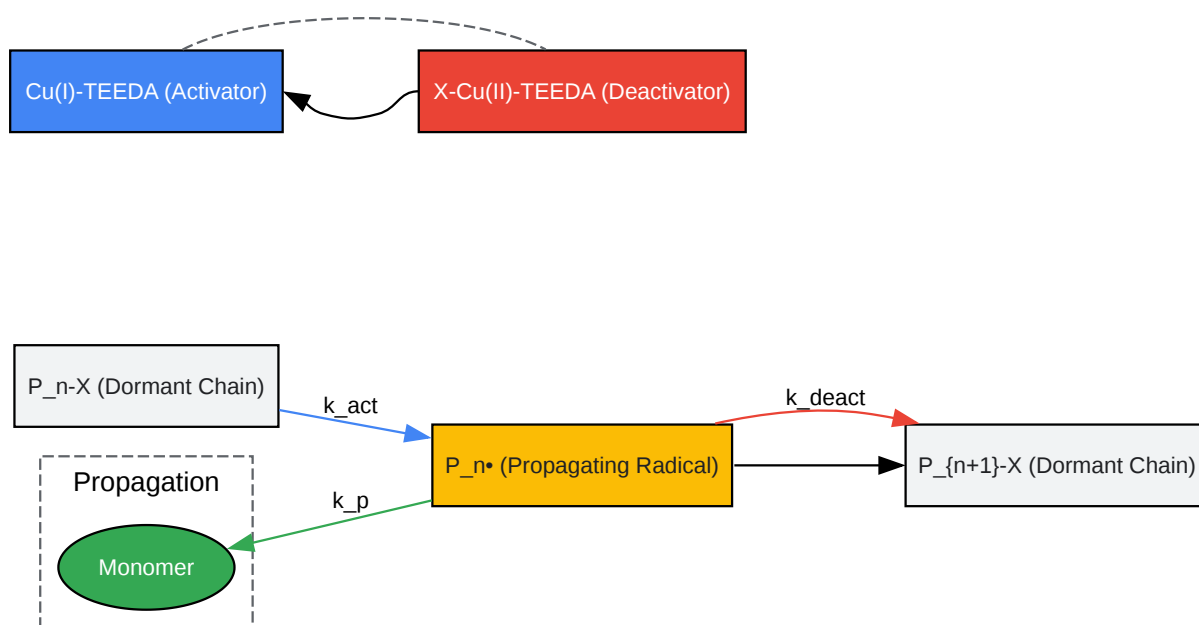 Cu(I)-TEEDA (Activator)
X-Cu(II)-TEEDA (Deactivator)
P_n-X (Dormant Chain)
k_act
k_deact
P_n• (Propagating Radical)
P_{n+1}-X (Dormant Chain)
Propagation
k_p
Monomer